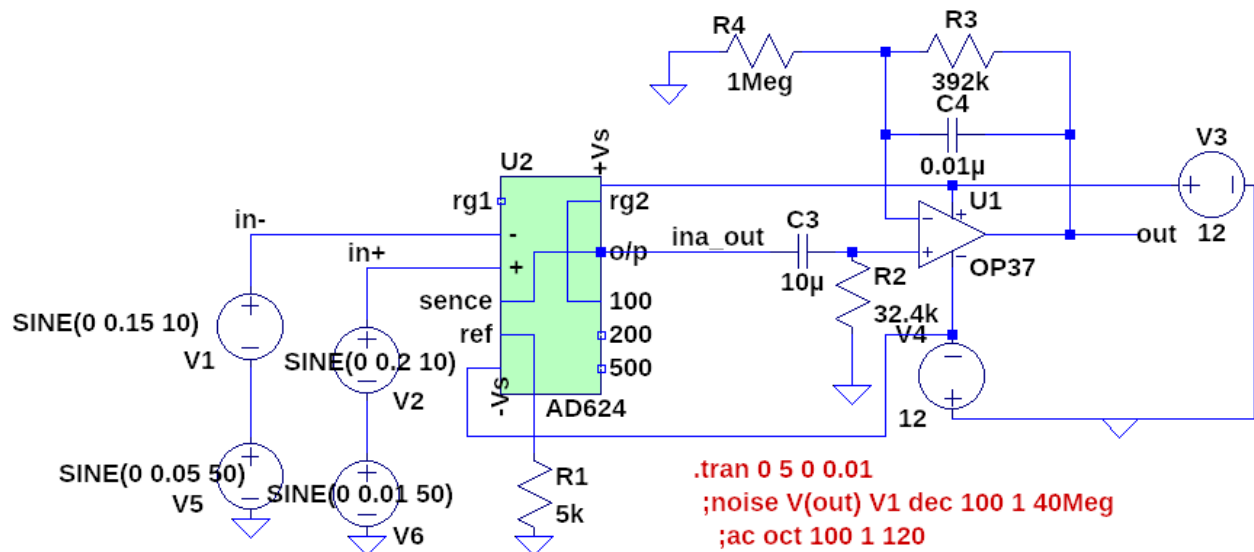 R4
R3
1Meg
392k
C4
0.01µ
V3
U2
+Vs
rg1
rg2
U1
in-
-
C3
ina_out
o/p
out
12
in+
+
10µ
OP37
R2
sence
100
32.4k
SINE(0 0.15 10)
ref
200
V4
V1
SINE(0 0.2 10)
500
-Vs
V2
AD624
12
SINE(0 0.05 50)
R1
.tran 0 5 0 0.01
V5
SINE(0 0.01 50)
5k
;noise V(out) V1 dec 100 1 40Meg
V6
;ac oct 100 1 120